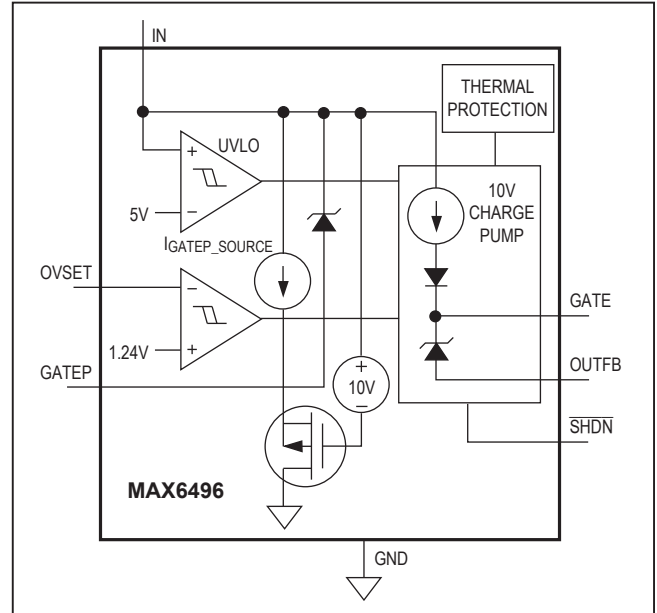 IN
THERMAL
PROTECTION
+
UVLO
−
5V
10V
CHARGE
PUMP
IGATEP_SOURCE
OVSET
−
GATE
1.24V
+
+
10V
−
OUTFB
GATEP
SHDN
MAX6496
GND